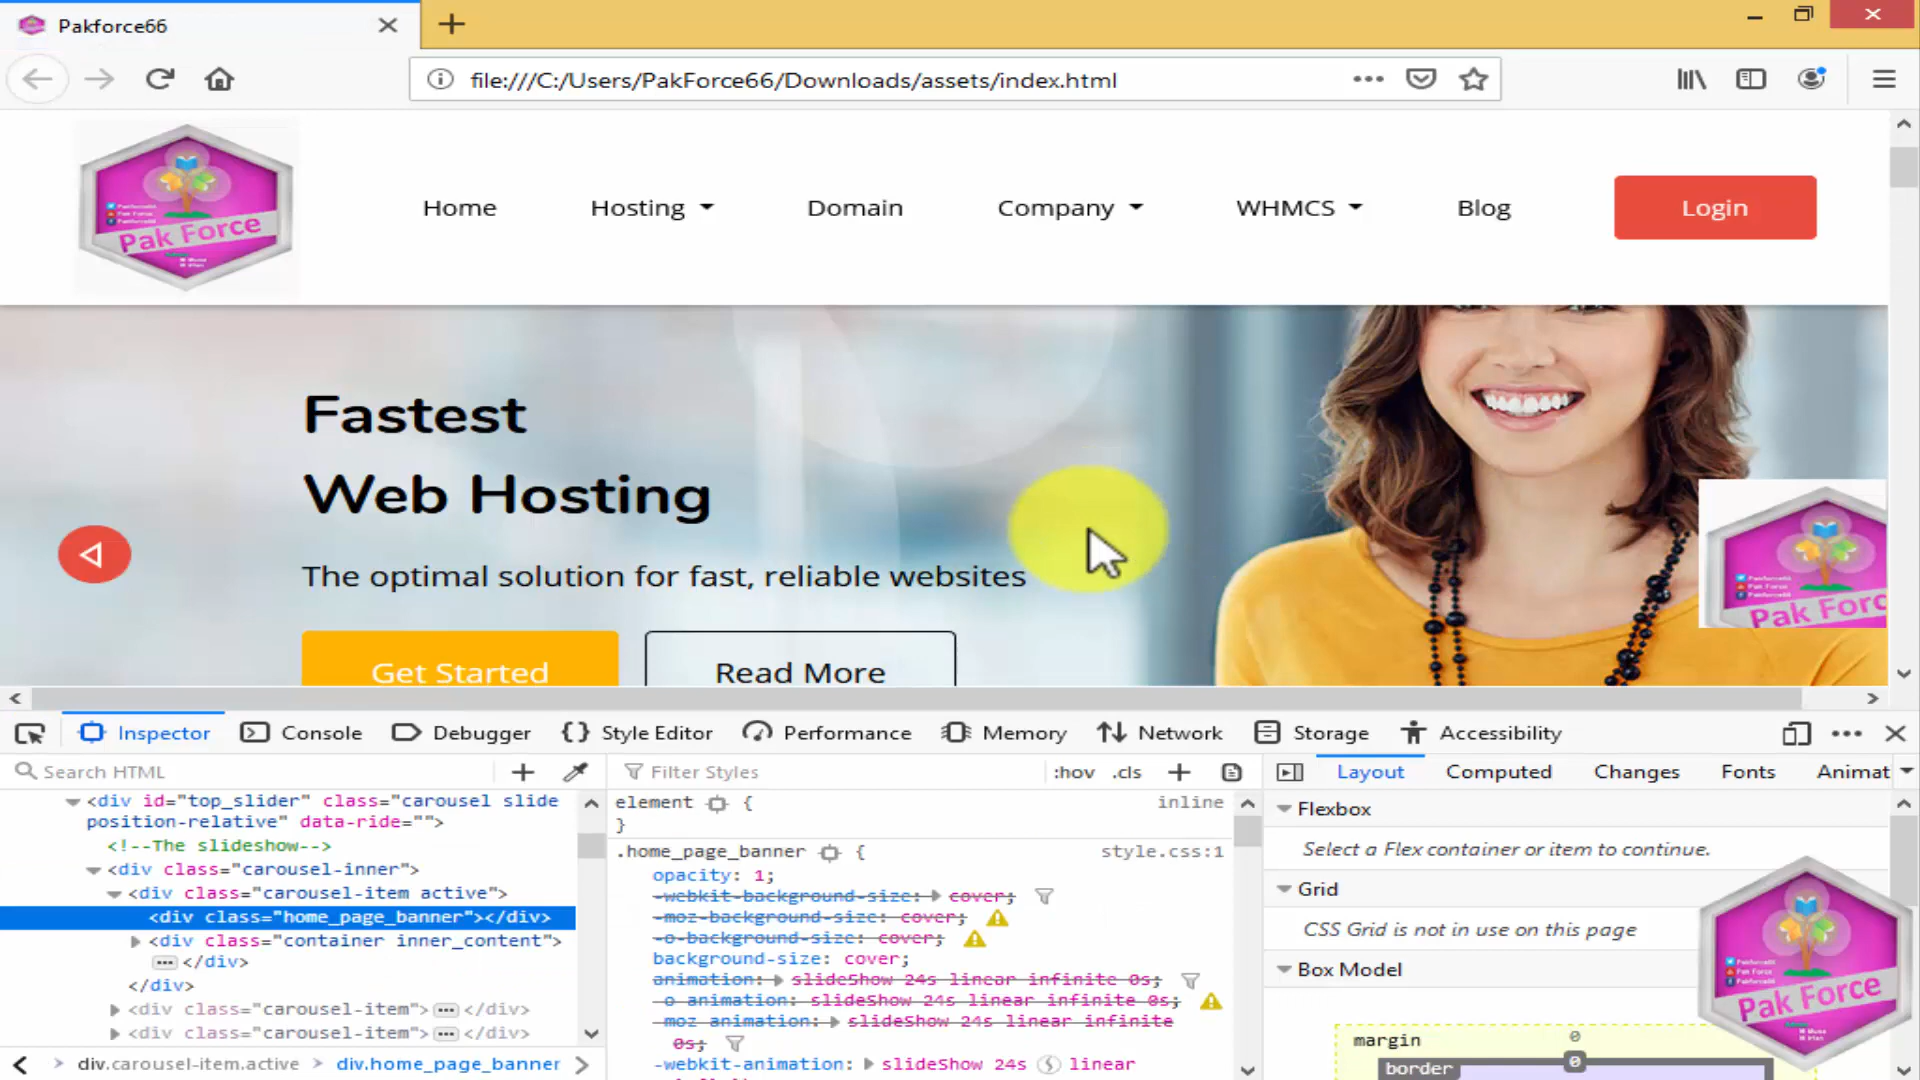 Pakforce66
file:///C:/Users/PakForce66/Downloads/assets/index.html
Home
Hosting
Domain
Company
WHMCS
Blog
Login
Pak Force
Fastest
Web Hosting
The optimal solution for fast, reliable websites
Get Started
Read More
Pak Forc
Inspector
Console
Debugger
Style Editor
Performance
Memory
Network
Storage
Accessibility
Search HTML
Filter Styles
:hov .cls
Layout
Computed
Changes
Fonts
Animat
<div id="top_slider" class="carousel slide
position-relative" data-ride="">
<!--The slideshow-->
<div class="carousel-inner">
<div class="carousel-item active">
<div class="home_page_banner"></div>
<div class="container inner_content">
</div>
</div>
<div class="carousel-item"> </div>
<div class="carousel-item"> </div>
div.carousel-item.active
div.home_page_banner
element {
inline
}
.home_page_banner {
style.css:1
opacity: 1;
-webkit-background-size: cover;
-moz-background-size: cover;
-o-background-size: cover;
background-size: cover;
animation: slideShow 24s linear infinite 0s;
-o-animation: slideShow 24s linear infinite 0s;
-moz-animation: slideShow 24s linear infinite
0s;
-webkit-animation: slideShow 24s linear
Flexbox
Select a Flex container or item to continue.
Grid
CSS Grid is not in use on this page
Box Model
margin
0
border
0
Pak Force